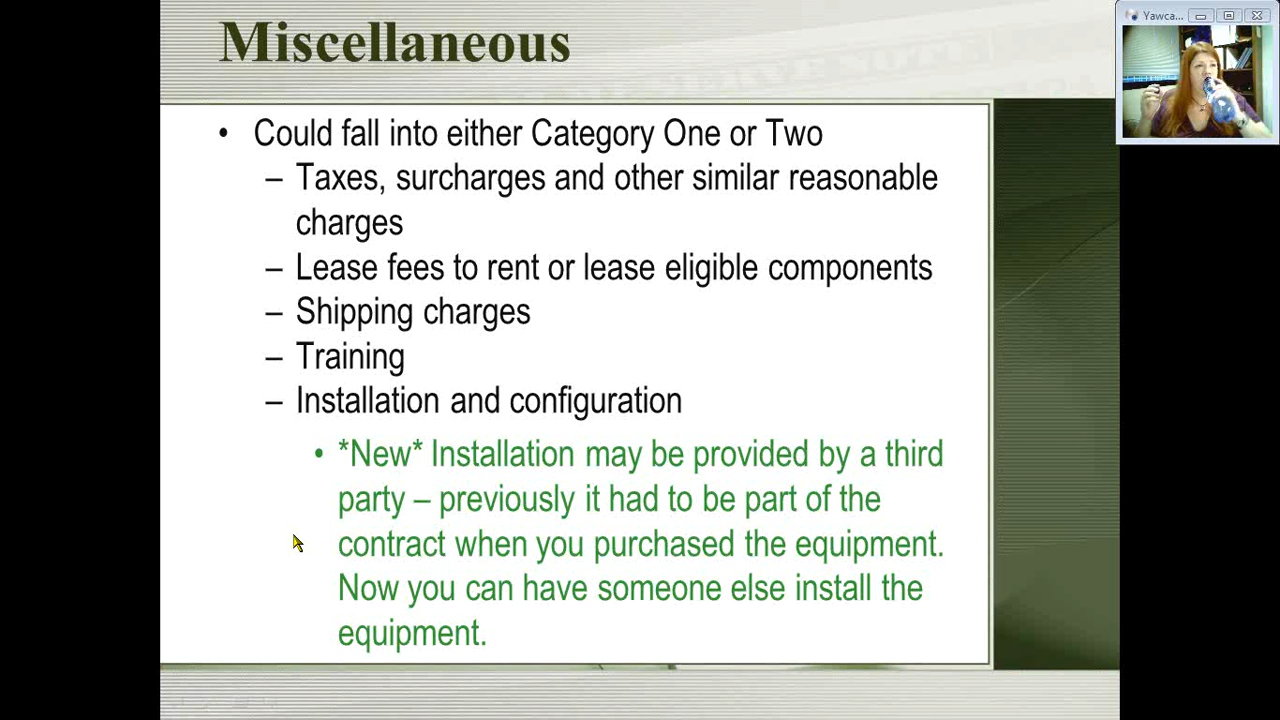 Miscellaneous
Yawca...
• Could fall into either Category One or Two
– Taxes, surcharges and other similar reasonable
charges
– Lease fees to rent or lease eligible components
– Shipping charges
– Training
– Installation and configuration
• *New* Installation may be provided by a third
party – previously it had to be part of the
contract when you purchased the equipment.
Now you can have someone else install the
equipment.